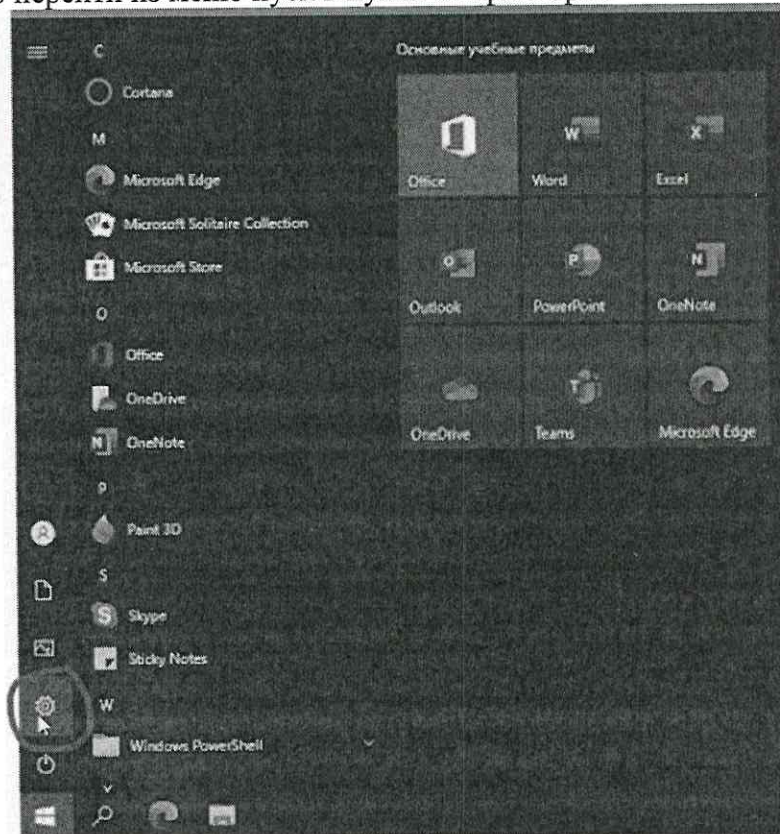 C
Cortana
M
Microsoft Edge
Microsoft Solitaire Collection
Microsoft Store
O
Office
OneDrive
OneNote
P
Paint 3D
S
Skype
Sticky Notes
W
Windows PowerShell
Основные учебные предметы
Office
Word
Excel
Outlook
PowerPoint
OneNote
OneDrive
Teams
Microsoft Edge